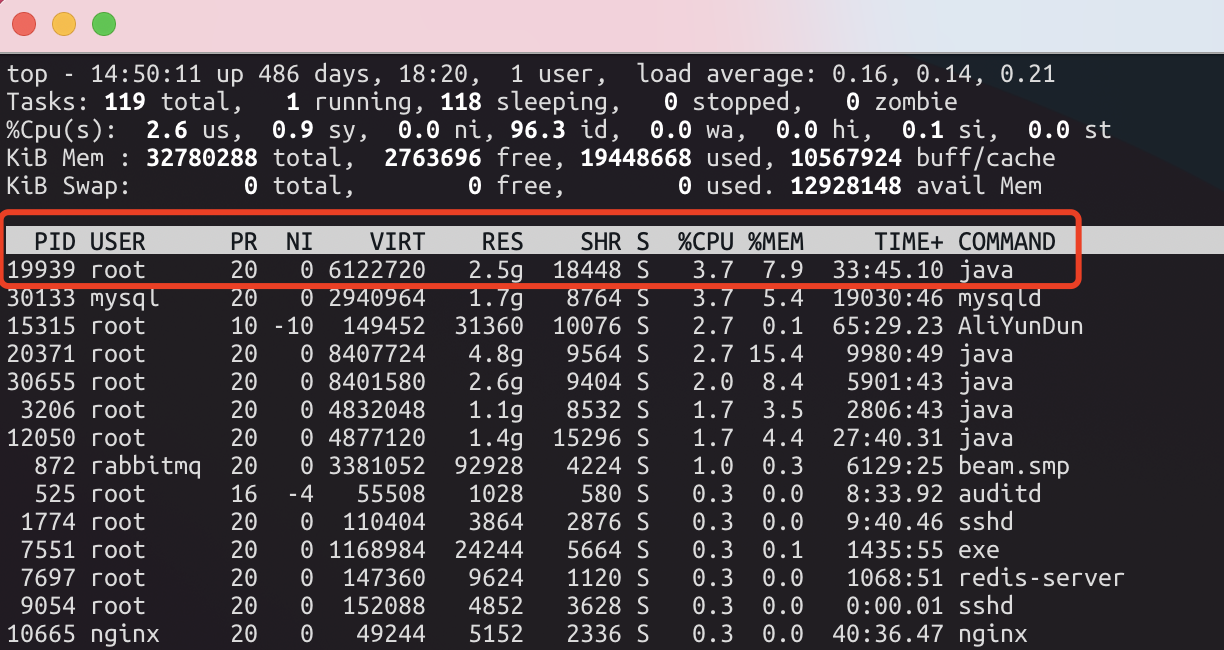 top - 14:50:11 up 486 days, 18:20,  1 user,  load average: 0.16, 0.14, 0.21
Tasks: 119 total,   1 running, 118 sleeping,   0 stopped,   0 zombie
%Cpu(s):  2.6 us,  0.9 sy,  0.0 ni, 96.3 id,  0.0 wa,  0.0 hi,  0.1 si,  0.0 st
KiB Mem : 32780288 total,  2763696 free, 19448668 used, 10567924 buff/cache
KiB Swap:        0 total,        0 free,        0 used. 12928148 avail Mem
  PID USER      PR  NI    VIRT    RES    SHR S  %CPU %MEM     TIME+ COMMAND
19939 root      20   0 6122720   2.5g  18448 S   3.7  7.9  33:45.10 java
30133 mysql     20   0 2940964   1.7g   8764 S   3.7  5.4  19030:46 mysqld
15315 root      10 -10  149452  31360  10076 S   2.7  0.1  65:29.23 AliYunDun
20371 root      20   0 8407724   4.8g   9564 S   2.7 15.4   9980:49 java
30655 root      20   0 8401580   2.6g   9404 S   2.0  8.4   5901:43 java
 3206 root      20   0 4832048   1.1g   8532 S   1.7  3.5   2806:43 java
12050 root      20   0 4877120   1.4g  15296 S   1.7  4.4  27:40.31 java
  872 rabbitmq  20   0 3381052  92928   4224 S   1.0  0.3   6129:25 beam.smp
  525 root      16  -4   55508   1028    580 S   0.3  0.0   8:33.92 auditd
 1774 root      20   0  110404   3864   2876 S   0.3  0.0   9:40.46 sshd
 7551 root      20   0 1168984  24244   5664 S   0.3  0.1   1435:55 exe
 7697 root      20   0  147360   9624   1120 S   0.3  0.0   1068:51 redis-server
 9054 root      20   0  152088   4852   3628 S   0.3  0.0   0:00.01 sshd
10665 nginx     20   0   49244   5152   2336 S   0.3  0.0  40:36.47 nginx